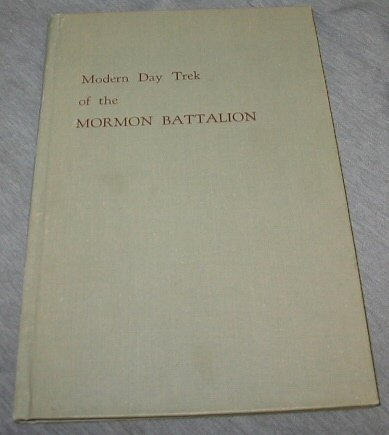 Modern Day Trek
of the
MORMON BATTALION